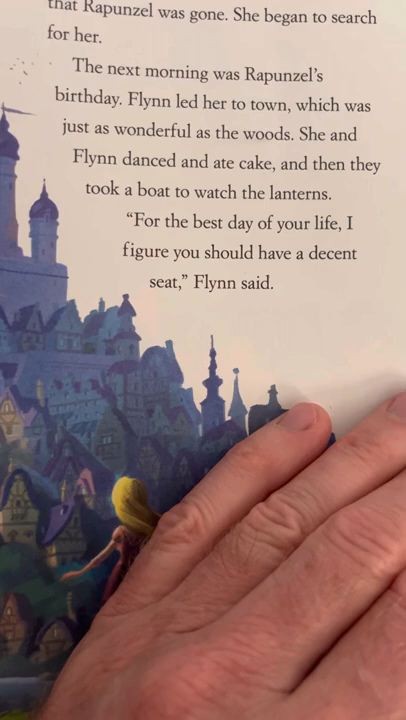 that Rapunzel was gone. She began to search
for her.
The next morning was Rapunzel's
birthday. Flynn led her to town, which was
just as wonderful as the woods. She and
Flynn danced and ate cake, and then they
took a boat to watch the lanterns.
“For the best day of your life, I
figure you should have a decent
seat,” Flynn said.